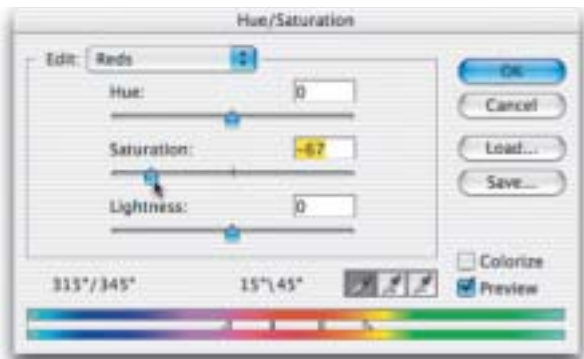 Hue/Saturation
Edit: Reds
OK
Hue: 0
Cancel
Saturation: -67
Load...
Save...
Lightness: 0
Colorize
315°/345° 15°\45°
Preview